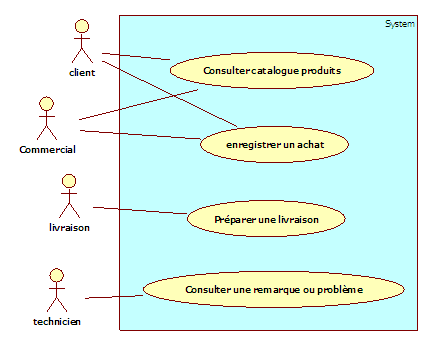 System
client
Consulter catalogue produits
Commercial
enregistrer un achat
livraison
Préparer une livraison
technicien
Consulter une remarque ou problème